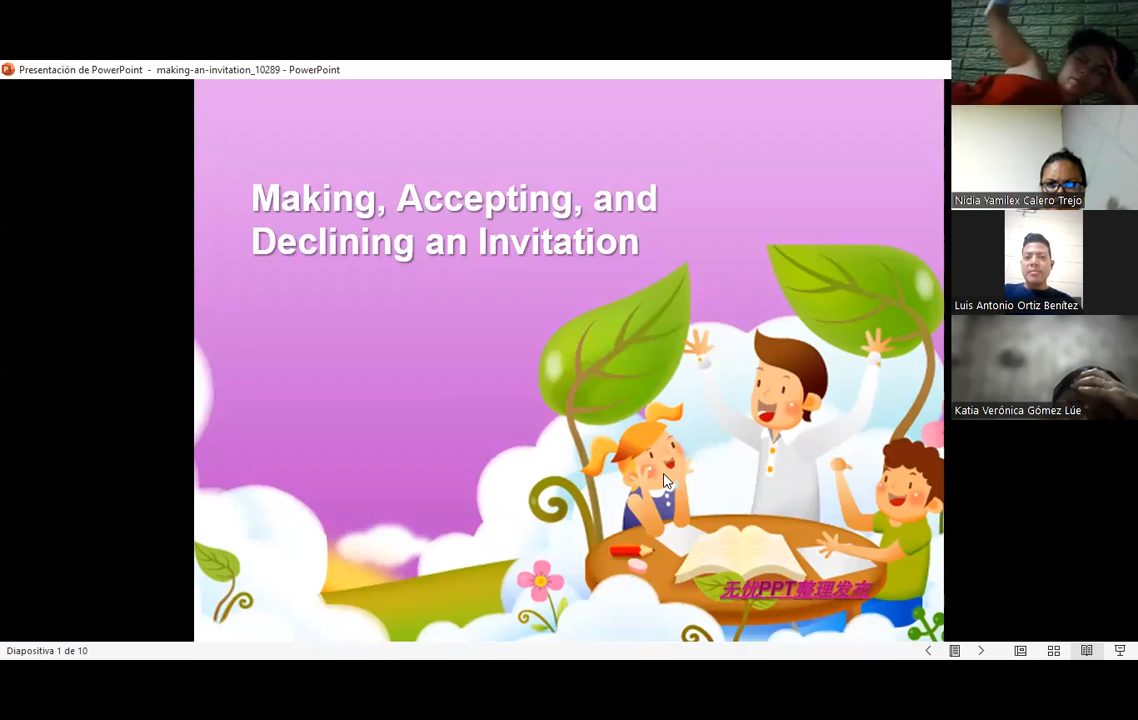 Presentación de PowerPoint - making-an-invitation_10289 - PowerPoint
Making, Accepting, and
Declining an Invitation
无忧PPT整理发布
Nidia Yamilex Calero Trejo
Luis Antonio Ortiz Benítez
Katia Verónica Gómez Lúe
Diapositiva 1 de 10